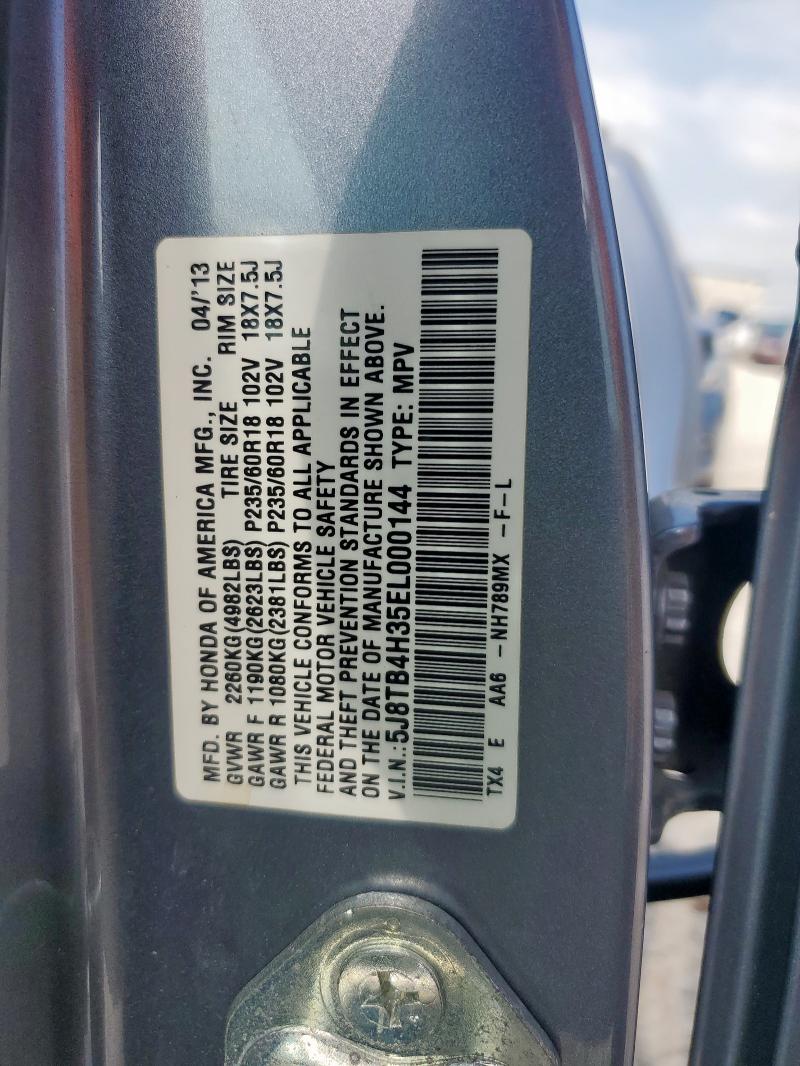 MFD. BY HONDA OF AMERICA MFG., INC. 04/'13
GVWR 2260KG(4982LBS) TIRE SIZE RIM SIZE
GAWR F 1190KG(2623LBS) P235/60R18 102V 18X7.5J
GAWR R 1080KG(2381LBS) P235/60R18 102V 18X7.5J
THIS VEHICLE CONFORMS TO ALL APPLICABLE
FEDERAL MOTOR VEHICLE SAFETY
AND THEFT PREVENTION STANDARDS IN EFFECT
ON THE DATE OF MANUFACTURE SHOWN ABOVE.
V.I.N.:5J8TB4H35EL000144 TYPE: MPV
TX4 E AA6 -NH789MX -F-L